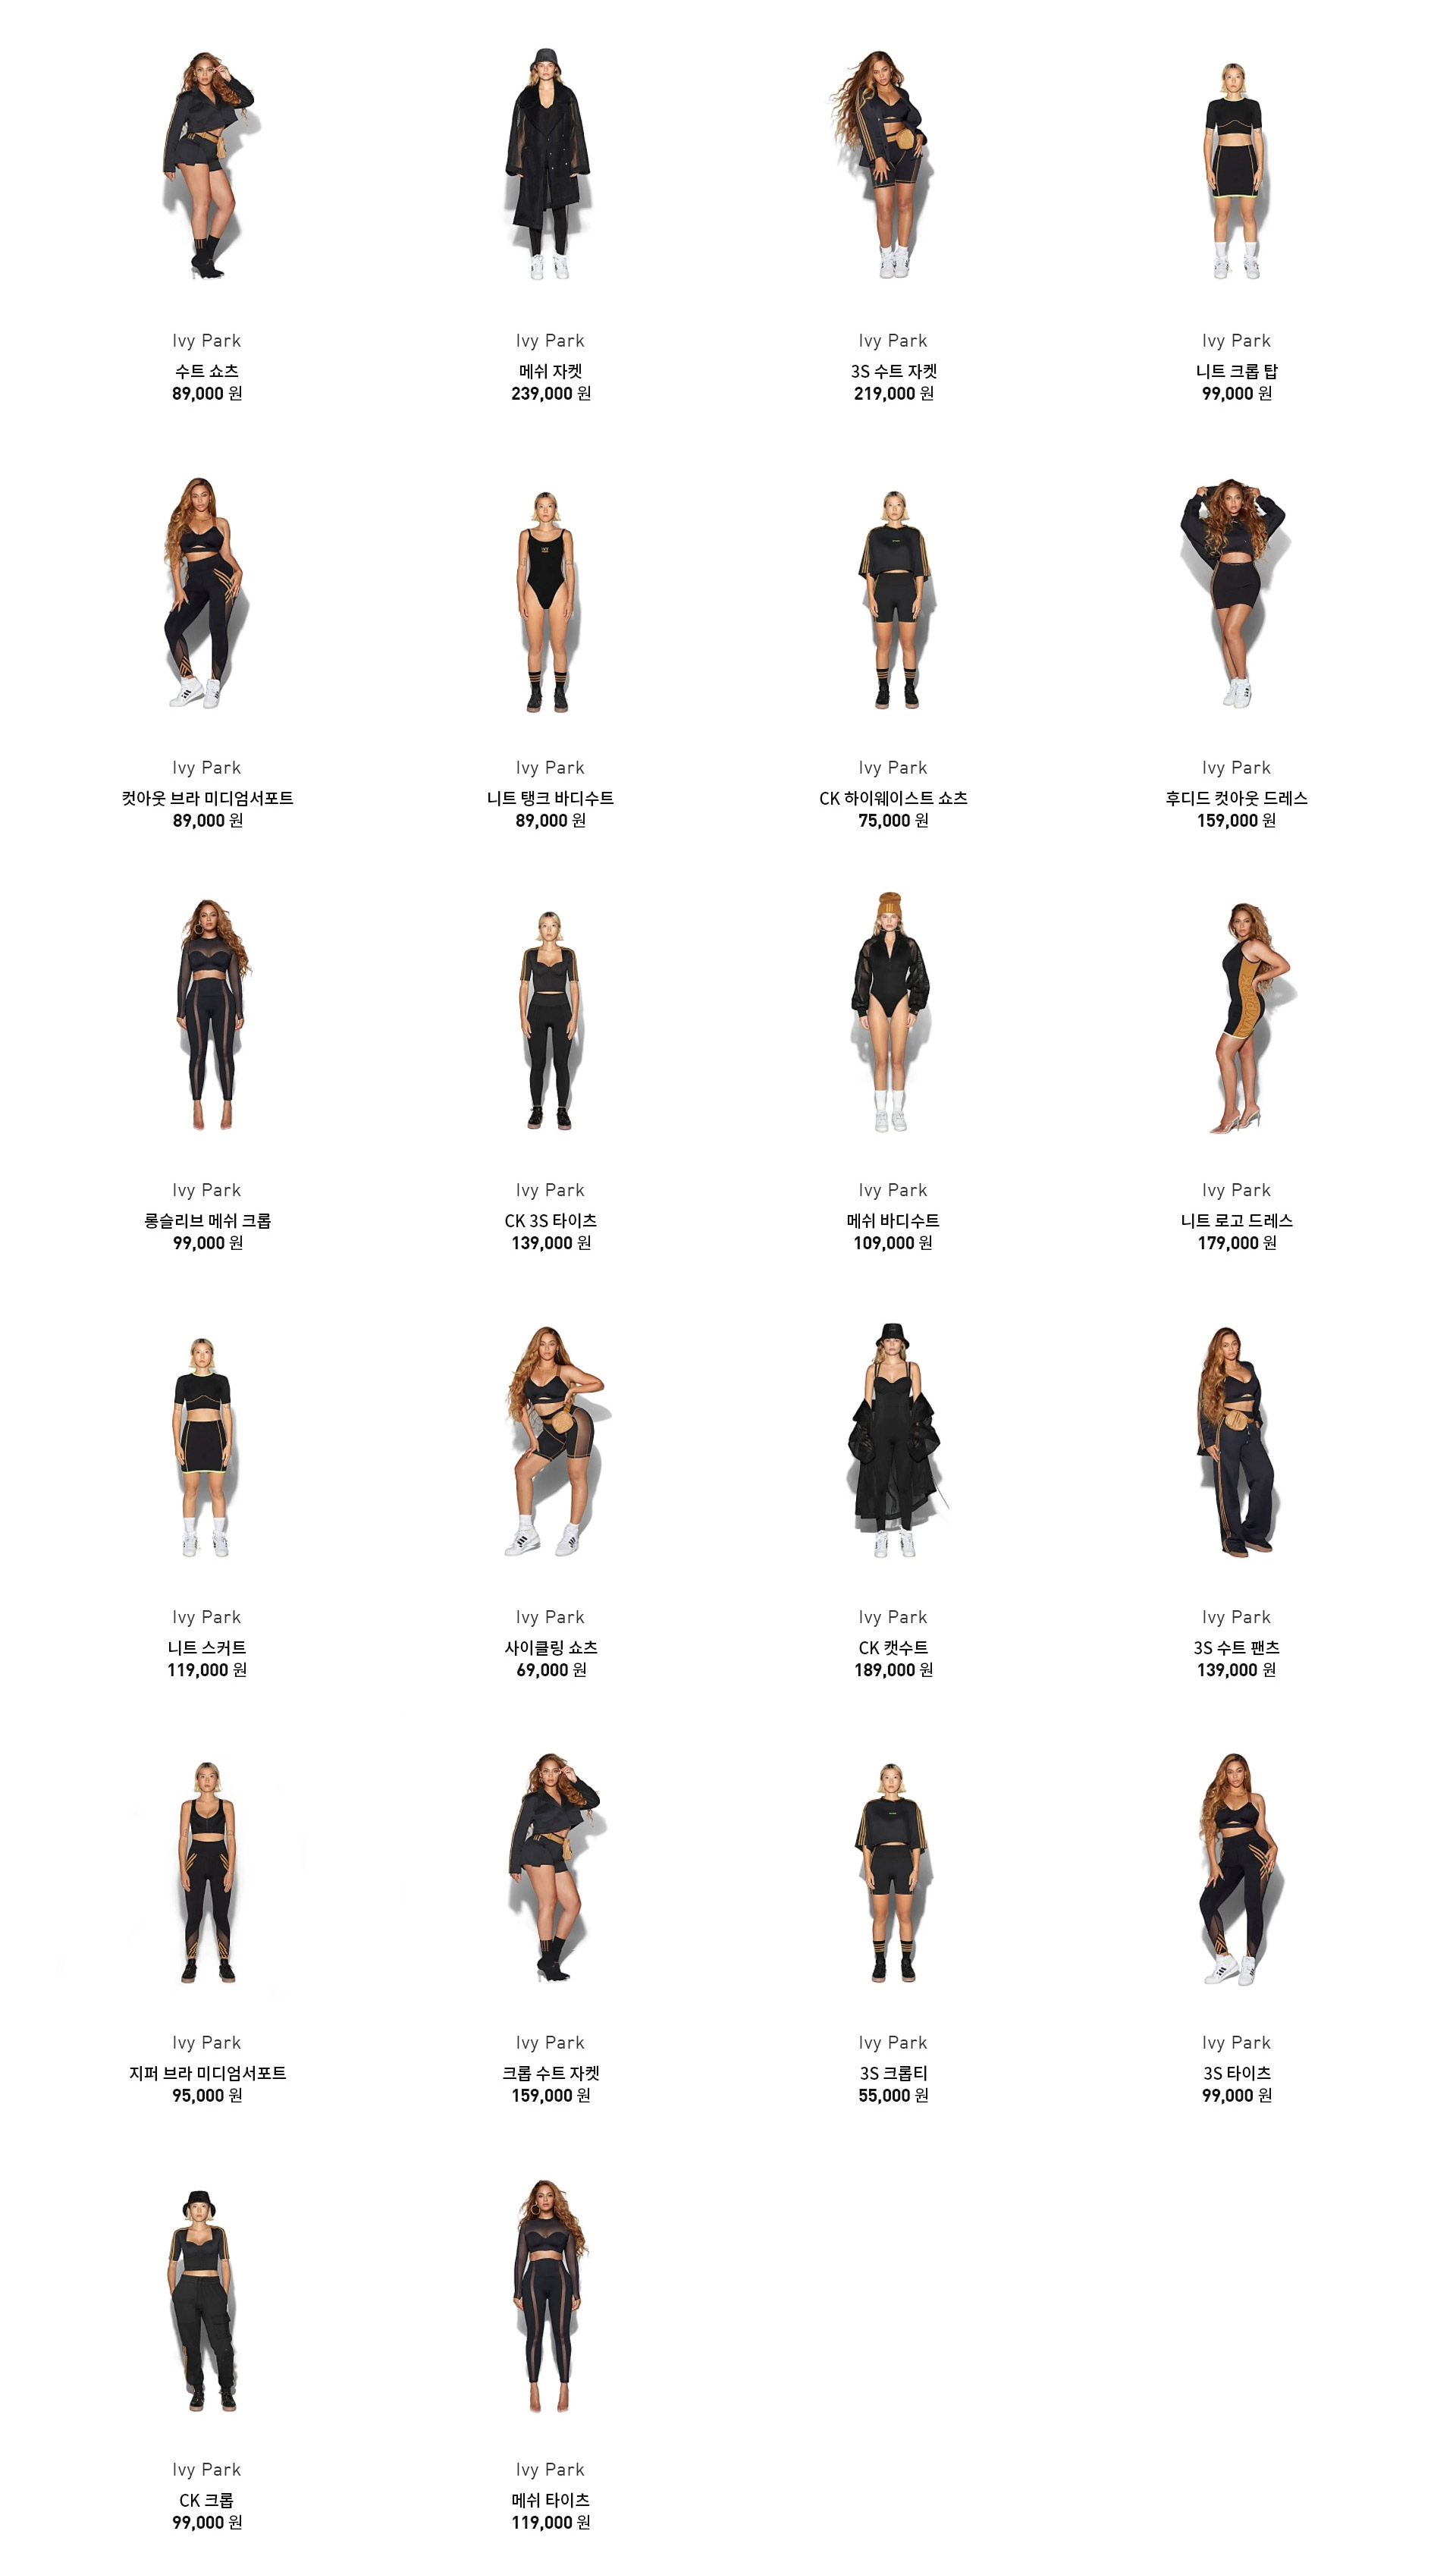 Ivy Park
수트 쇼츠
89,000 원
Ivy Park
메쉬 자켓
239,000 원
Ivy Park
3S 수트 자켓
219,000 원
Ivy Park
니트 크롭 탑
99,000 원
Ivy Park
컷아웃 브라 미디엄서포트
89,000 원
Ivy Park
니트 탱크 바디수트
89,000 원
Ivy Park
CK 하이웨이스트 쇼츠
75,000 원
Ivy Park
후디드 컷아웃 드레스
159,000 원
Ivy Park
롱슬리브 메쉬 크롭
99,000 원
Ivy Park
CK 3S 타이츠
139,000 원
Ivy Park
메쉬 바디수트
109,000 원
Ivy Park
니트 로고 드레스
179,000 원
Ivy Park
니트 스커트
119,000 원
Ivy Park
사이클링 쇼츠
69,000 원
Ivy Park
CK 캣수트
189,000 원
Ivy Park
3S 수트 팬츠
139,000 원
Ivy Park
지퍼 브라 미디엄서포트
95,000 원
Ivy Park
크롭 수트 자켓
159,000 원
Ivy Park
3S 크롭티
55,000 원
Ivy Park
3S 타이츠
99,000 원
Ivy Park
CK 크롭
99,000 원
Ivy Park
메쉬 타이츠
119,000 원